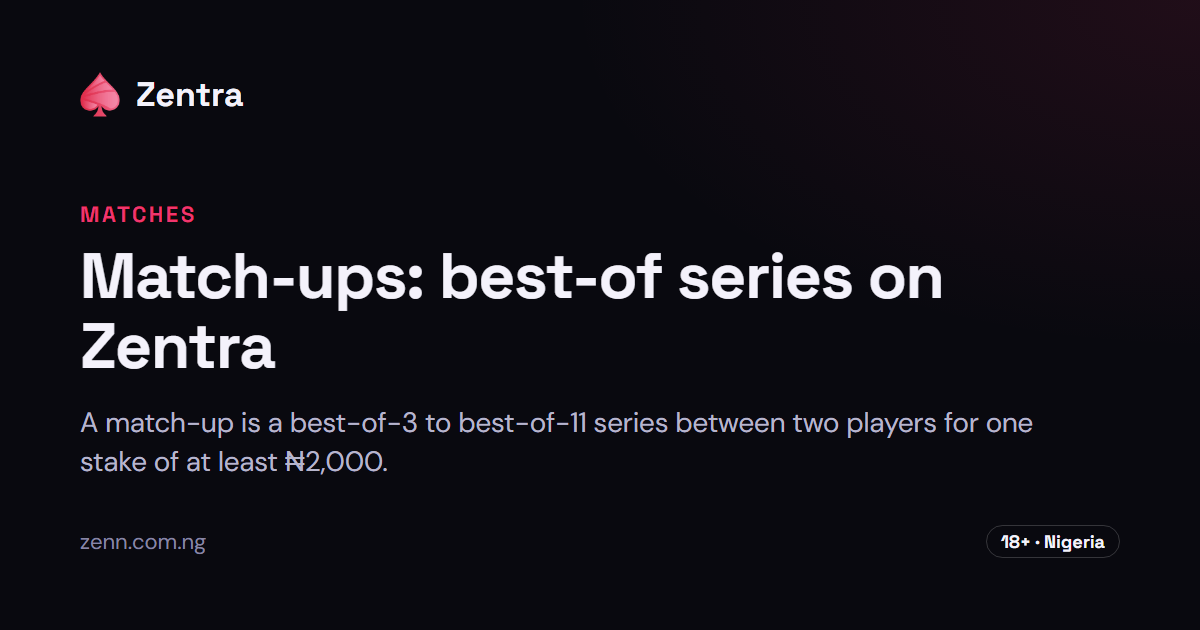 Zentra
MATCHES
Match-ups: best-of series on
Zentra
A match-up is a best-of-3 to best-of-11 series between two players for one
stake of at least ₦2,000.
zenn.com.ng
18+ · Nigeria